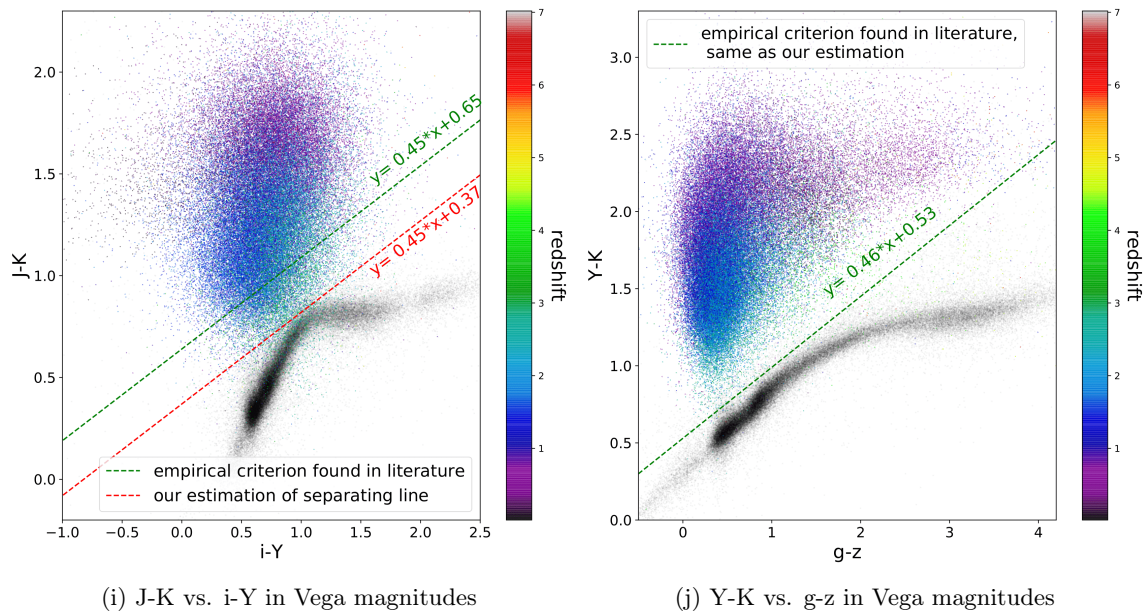 2.0
1.5
1.0
0.5
0.0
J-K
−1.0 −0.5 0.0 0.5 1.0 1.5 2.0 2.5
i-Y
y= 0.45*x+0.65
y= 0.45*x+0.37
empirical criterion found in literature
our estimation of separating line
7
6
5
4
3
2
1
redshift
(i) J-K vs. i-Y in Vega magnitudes
3.0
2.5
2.0
1.5
1.0
0.5
0.0
Y-K
0 1 2 3 4
g-z
empirical criterion found in literature,
same as our estimation
y= 0.46*x+0.53
7
6
5
4
3
2
1
redshift
(j) Y-K vs. g-z in Vega magnitudes